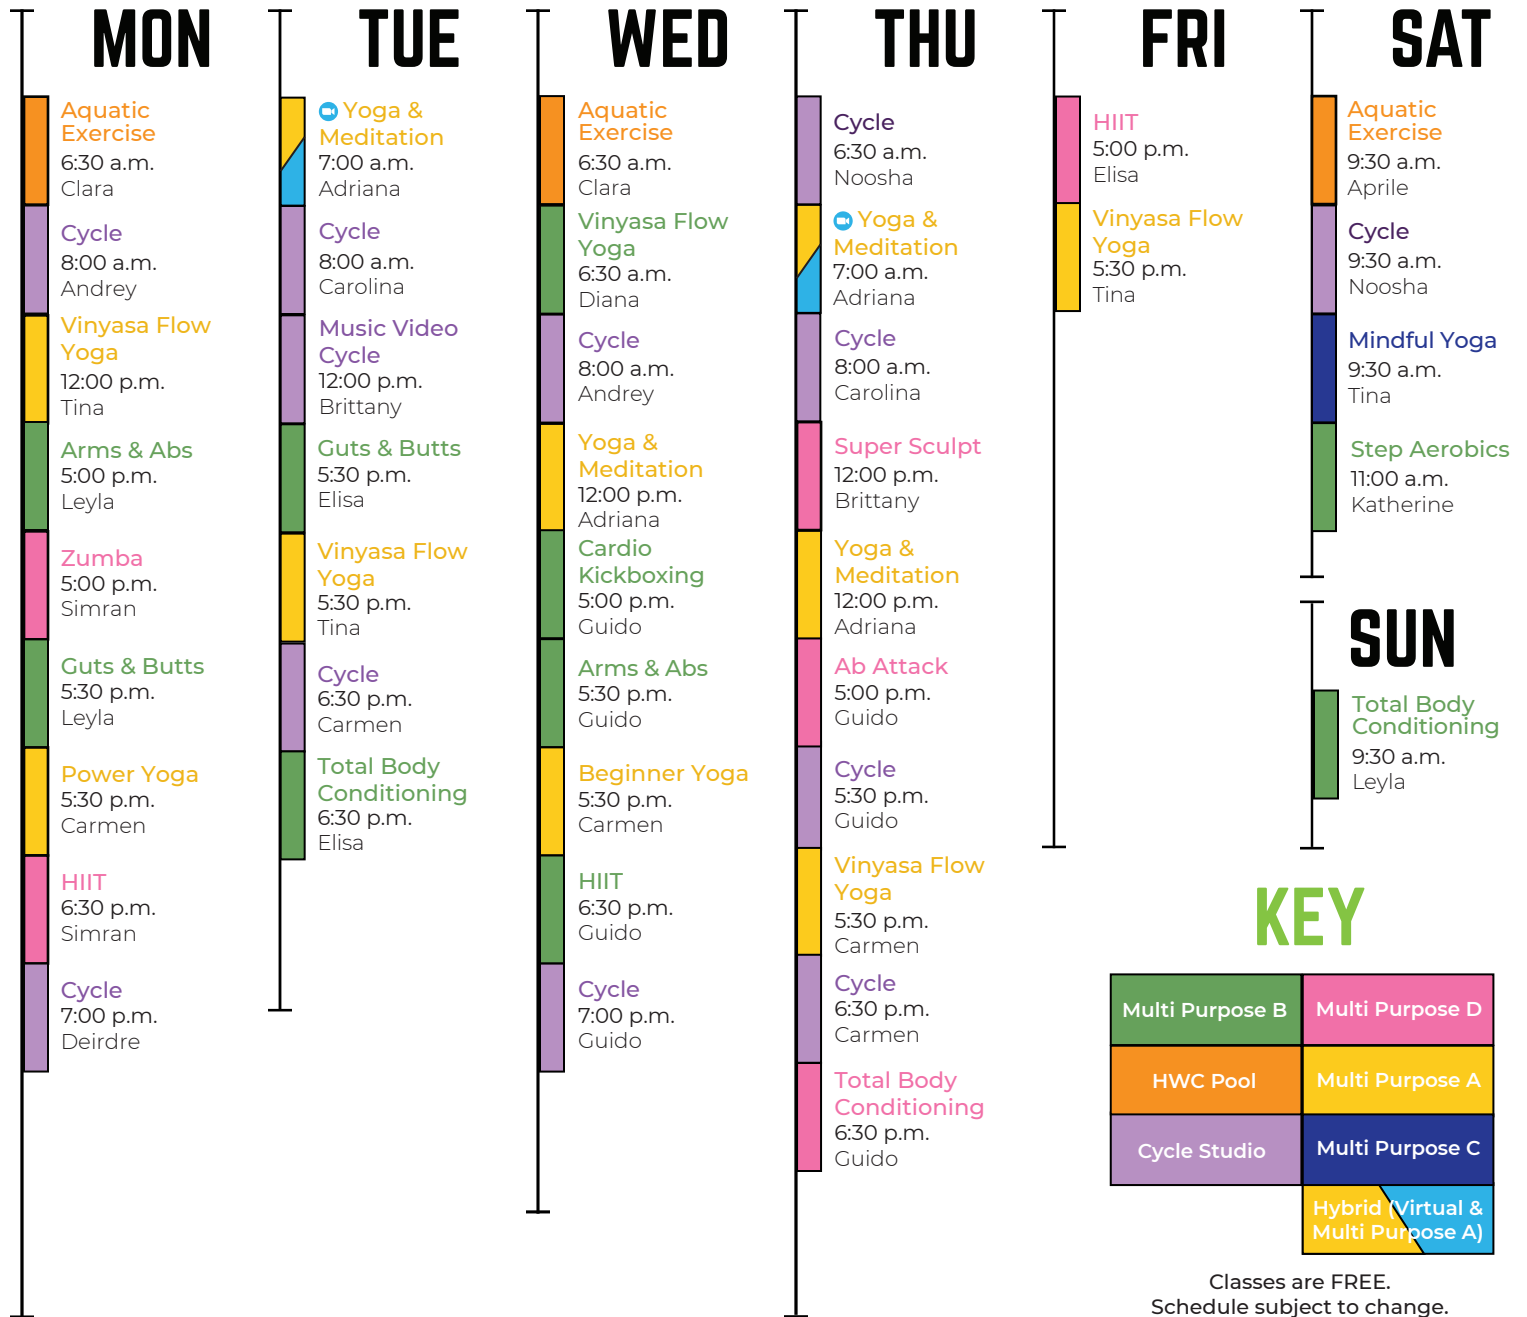 MON
Aquatic
Exercise
6:30 a.m.
Clara
Cycle
8:00 a.m.
Andrey
Vinyasa Flow
Yoga
12:00 p.m.
Tina
Arms & Abs
5:00 p.m.
Leyla
Zumba
5:00 p.m.
Simran
Guts & Butts
5:30 p.m.
Leyla
Power Yoga
5:30 p.m.
Carmen
HIIT
6:30 p.m.
Simran
Cycle
7:00 p.m.
Deirdre
TUE
Yoga &
Meditation
7:00 a.m.
Adriana
Cycle
8:00 a.m.
Carolina
Music Video
Cycle
12:00 p.m.
Brittany
Guts & Butts
5:30 p.m.
Elisa
Vinyasa Flow
Yoga
5:30 p.m.
Tina
Cycle
6:30 p.m.
Carmen
Total Body
Conditioning
6:30 p.m.
Elisa
WED
Aquatic
Exercise
6:30 a.m.
Clara
Vinyasa Flow
Yoga
6:30 a.m.
Diana
Cycle
8:00 a.m.
Andrey
Yoga &
Meditation
12:00 p.m.
Adriana
Cardio
Kickboxing
5:00 p.m.
Guido
Arms & Abs
5:30 p.m.
Guido
Beginner Yoga
5:30 p.m.
Carmen
HIIT
6:30 p.m.
Guido
Cycle
7:00 p.m.
Guido
THU
Cycle
6:30 a.m.
Noosha
Yoga &
Meditation
7:00 a.m.
Adriana
Cycle
8:00 a.m.
Carolina
Super Sculpt
12:00 p.m.
Brittany
Yoga &
Meditation
12:00 p.m.
Adriana
Ab Attack
5:00 p.m.
Guido
Cycle
5:30 p.m.
Guido
Vinyasa Flow
Yoga
5:30 p.m.
Carmen
Cycle
6:30 p.m.
Carmen
Total Body
Conditioning
6:30 p.m.
Guido
FRI
HIIT
5:00 p.m.
Elisa
Vinyasa Flow
Yoga
5:30 p.m.
Tina
SAT
Aquatic
Exercise
9:30 a.m.
Aprile
Cycle
9:30 a.m.
Noosha
Mindful Yoga
9:30 a.m.
Tina
Step Aerobics
11:00 a.m.
Katherine
SUN
Total Body
Conditioning
9:30 a.m.
Leyla
KEY
Multi Purpose B
Multi Purpose D
HWC Pool
Multi Purpose A
Cycle Studio
Multi Purpose C
Hybrid (Virtual &
Multi Purpose A)
Classes are FREE.
Schedule subject to change.